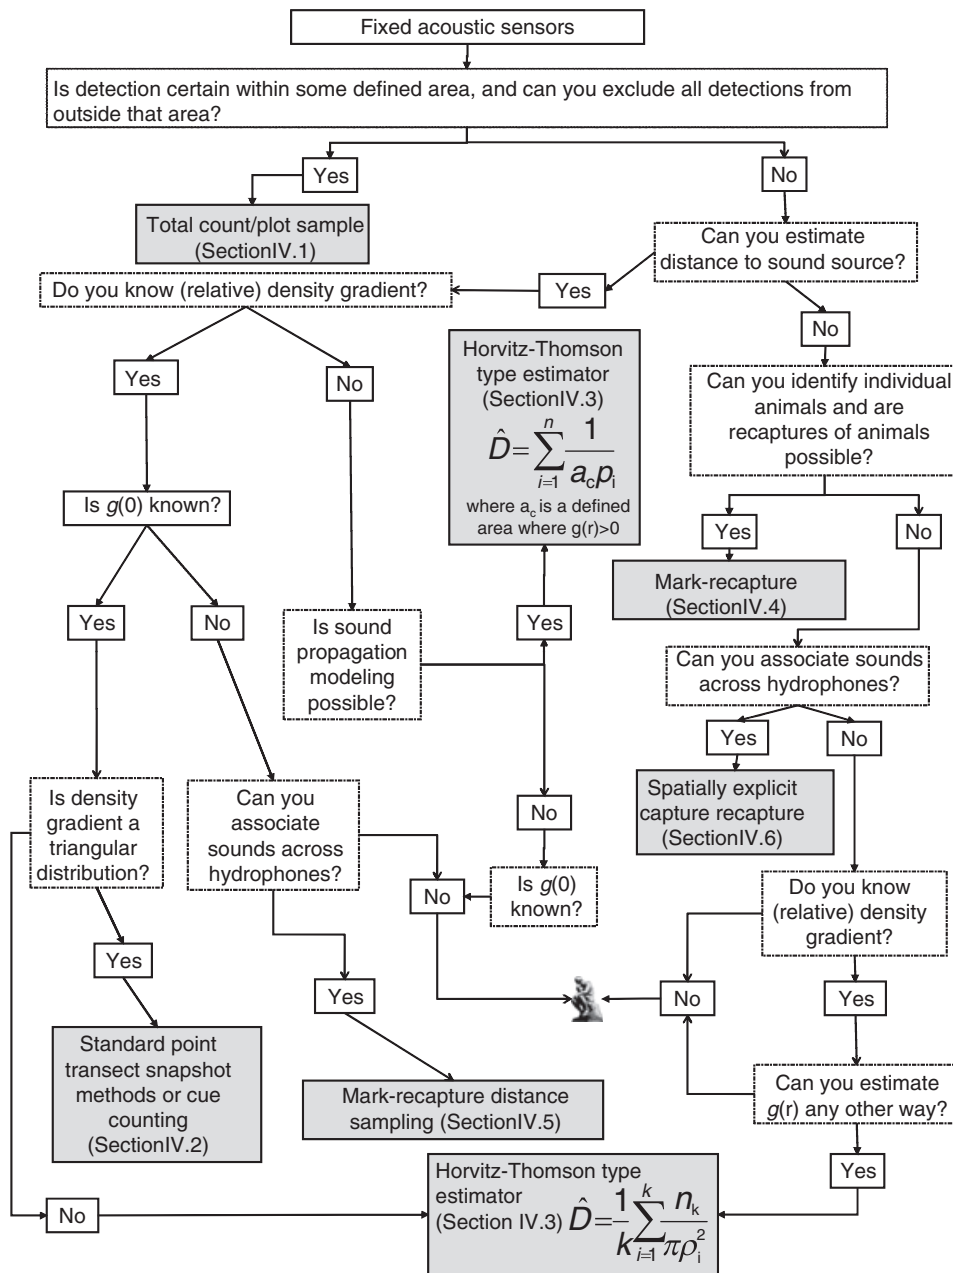 Fixed acoustic sensors
Is detection certain within some defined area, and can you exclude all detections from
outside that area?
Yes
No
Total count/plot sample
(SectionIV.1)
Can you estimate
distance to sound source?
Do you know (relative) density gradient?
Yes
No
Yes
No
Horvitz-Thomson
type estimator
(SectionIV.3)
D̂=∑_{i=1}^{n} 1/(a_c p_i)
where a_c is a defined
area where g(r)>0
Can you identify individual
animals and are
recaptures of animals
possible?
Is g(0) known?
Yes
No
Mark-recapture
(SectionIV.4)
Yes
No
Is sound
propagation
modeling
possible?
Yes
Can you associate sounds
across hydrophones?
Yes
No
Spatially explicit
capture recapture
(SectionIV.6)
Is density
gradient a
triangular
distribution?
Can you
associate
sounds across
hydrophones?
No
Is g(0)
known?
No
Do you know
(relative) density
gradient?
Yes
Yes
No
Yes
Standard point
transect snapshot
methods or cue
counting
(SectionIV.2)
Mark-recapture distance
sampling (SectionIV.5)
Can you estimate
g(r) any other way?
Yes
No
Horvitz-Thomson type
estimator
(Section IV.3) D̂=1/k ∑_{i=1}^{k} n_k/(πρ_i^2)